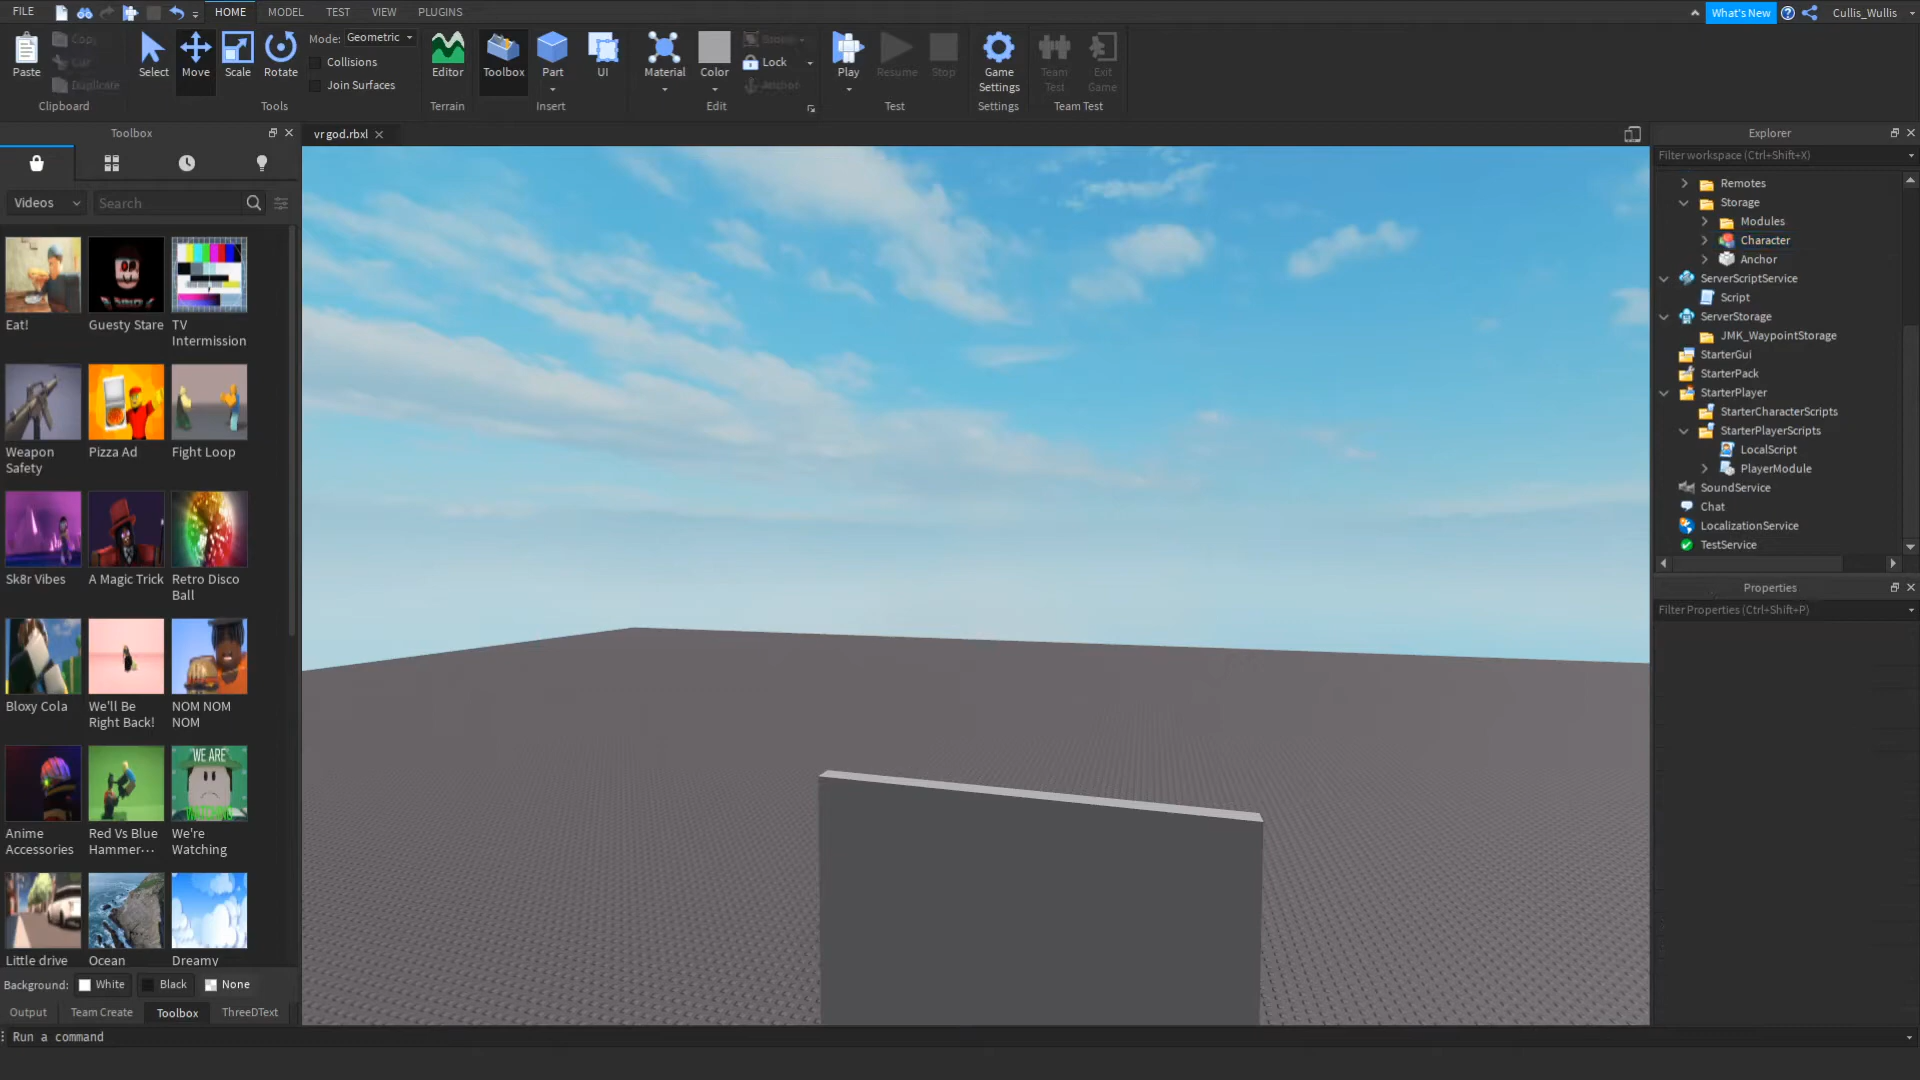 FILE
HOME
MODEL
TEST
VIEW
PLUGINS
What's New
Cullis_Wullis
Paste
Copy
Cut
Duplicate
Clipboard
Select
Move
Scale
Rotate
Mode: Geometric
Collisions
Join Surfaces
Tools
Editor
Terrain
Toolbox
Part
UI
Insert
Material
Color
Group
Lock
Anchor
Edit
Play
Resume
Stop
Test
Game
Settings
Settings
Team
Test
Exit
Game
Team Test
Toolbox
vr god.rbxl
Explorer
Videos
Search
Filter workspace (Ctrl+Shift+X)
Eat!
Guesty Stare
TV
Intermission
Weapon
Safety
Pizza Ad
Fight Loop
Sk8r Vibes
A Magic Trick
Retro Disco
Ball
Bloxy Cola
We'll Be
Right Back!
NOM NOM
NOM
WE ARE
WATCHING
Anime
Accessories
Red Vs Blue
Hammer···
We're
Watching
Little drive
Ocean
Dreamy
Background:
White
Black
None
Output
Team Create
Toolbox
ThreeDText
Run a command
Remotes
Storage
Modules
Character
Anchor
ServerScriptService
Script
ServerStorage
JMK_WaypointStorage
StarterGui
StarterPack
StarterPlayer
StarterCharacterScripts
StarterPlayerScripts
LocalScript
PlayerModule
SoundService
Chat
LocalizationService
TestService
Properties
Filter Properties (Ctrl+Shift+P)